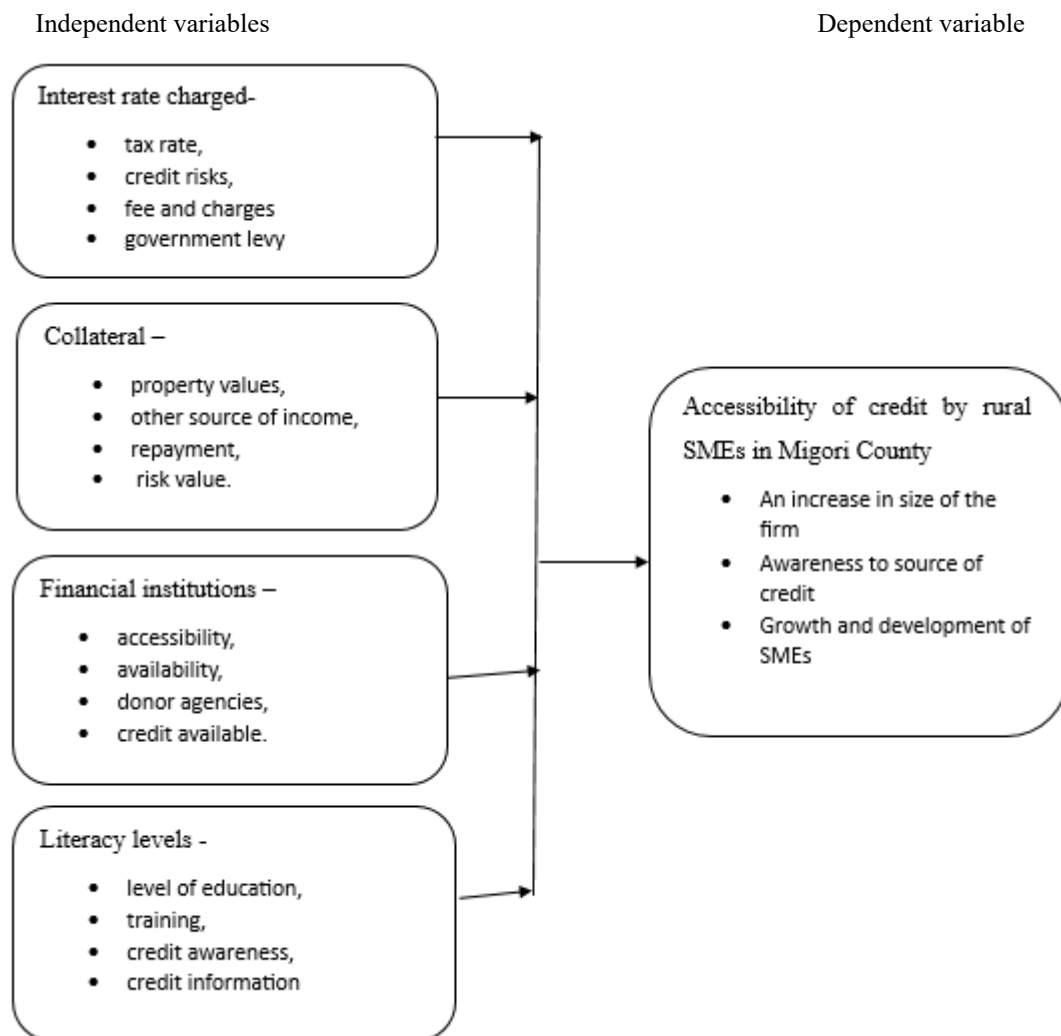 Independent variables
Dependent variable
Interest rate charged-
• tax rate,
• credit risks,
• fee and charges
• government levy
Collateral –
• property values,
• other source of income,
• repayment,
• risk value.
Financial institutions –
• accessibility,
• availability,
• donor agencies,
• credit available.
Literacy levels -
• level of education,
• training,
• credit awareness,
• credit information
Accessibility of credit by rural
SMEs in Migori County
• An increase in size of the
firm
• Awareness to source of
credit
• Growth and development of
SMEs